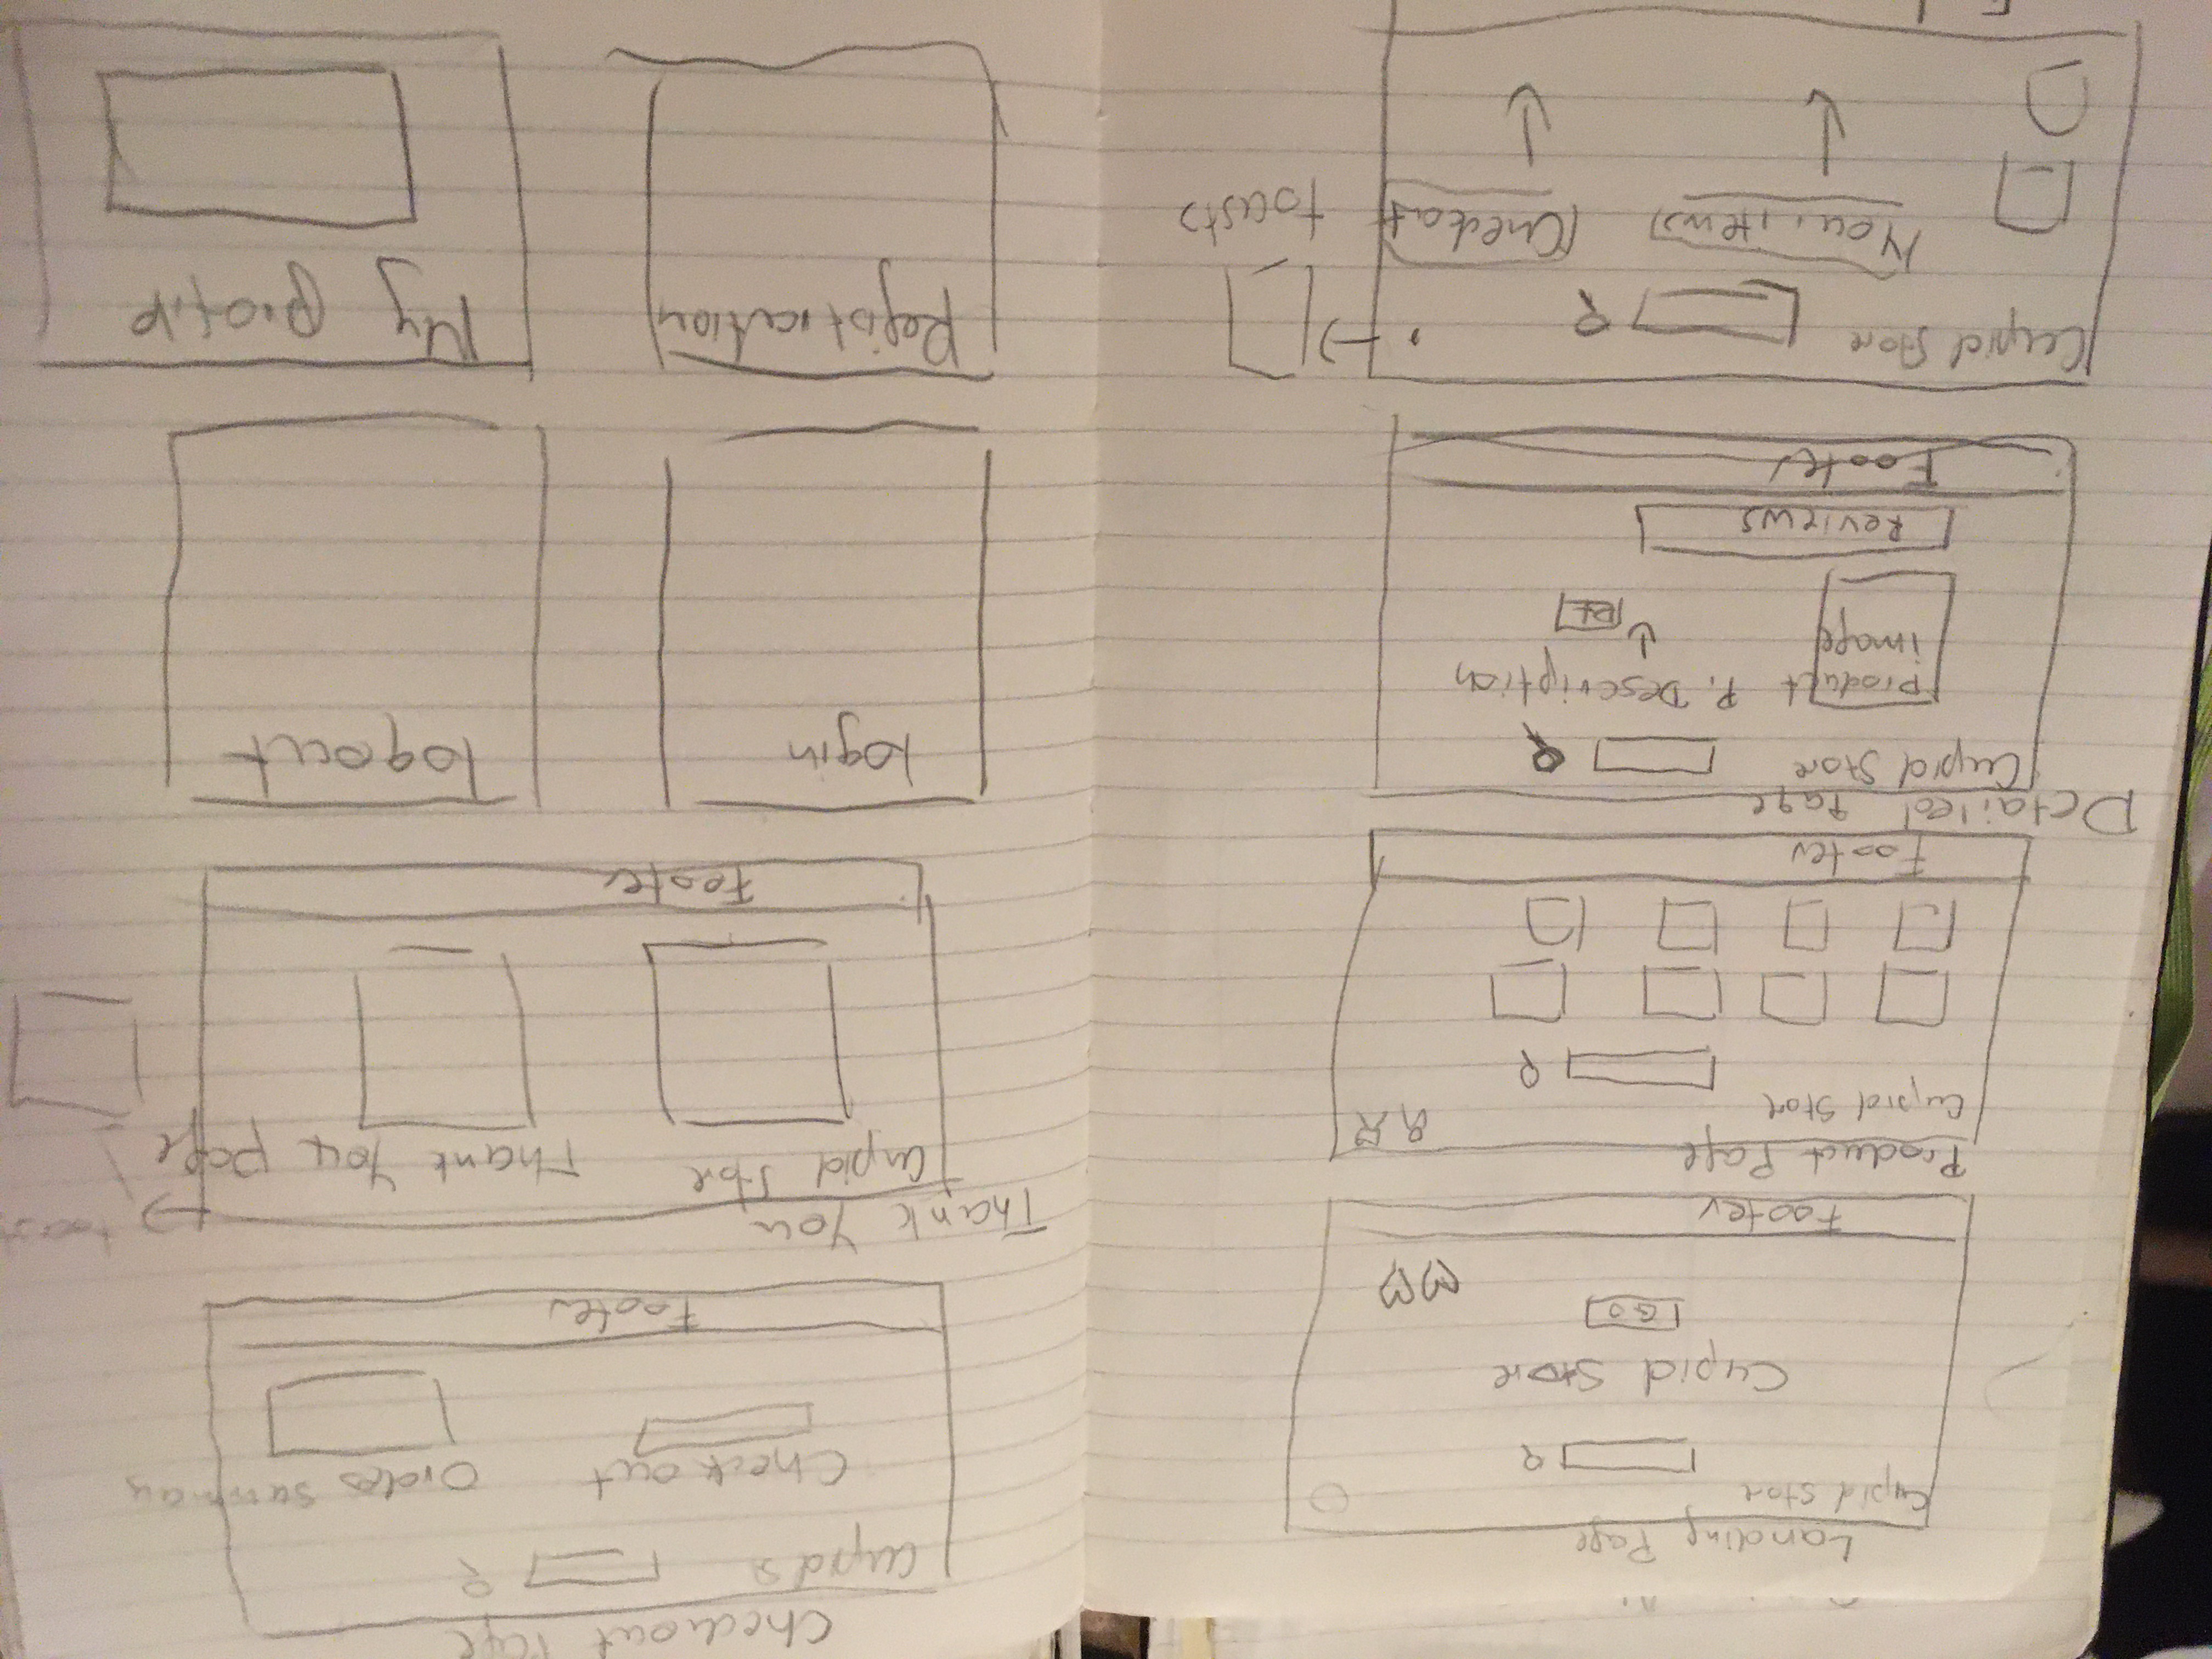 Landing Page
Cupid Store
Cupid Store
GO
Footer
Product Page
Cupid Store
Footer
Detailed Page
Cupid Store
Product
image
P. Description
Reviews
Footer
Cupid Store
Your items
Checkout
toasts
Checkout Page
Cupid S
Checkout
Order summary
Footer
Thank You
toast
Cupid Store
Thank You page
Footer
Login
logout
Registration
My profile